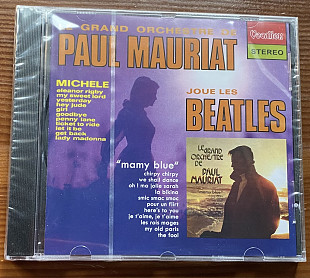 LE GRAND ORCHESTRE DE
PAUL MAURIAT
Vocalion
STEREO
JOUE LES
BEATLES
MICHELE
eleanor rigby
my sweet lord
yesterday
hey jude
girl
goodbye
penny lane
ticket to ride
let it be
get back
lady madonna
"mamy blue"
chirpy chirpy
we shall dance
oh ! ma jolie sarah
la bikina
smic smac smoc
pour un flirt
here's to you
je t'aime, je t'aime
les rois mages
my old paris
the fool
LE GRAND
ORCHESTRE
DE
PAUL
MAURIAT